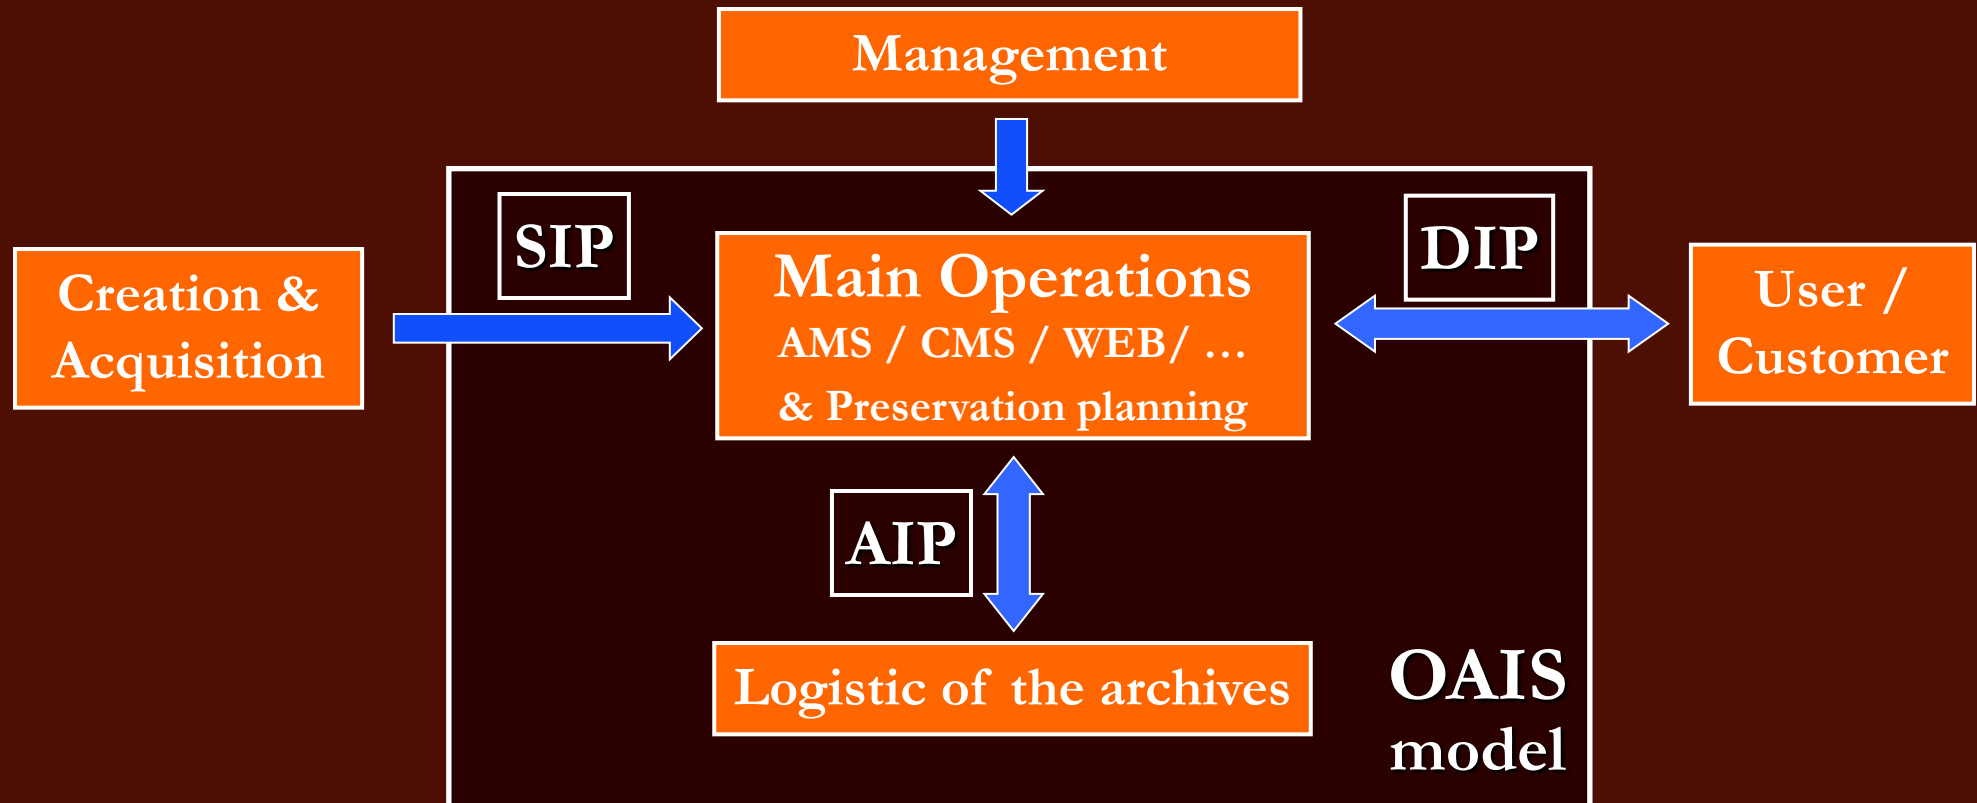 Management
SIP
DIP
Creation &
Acquisition
Main Operations
AMS / CMS / WEB/ …
& Preservation planning
User /
Customer
AIP
Logistic of the archives
OAIS
model